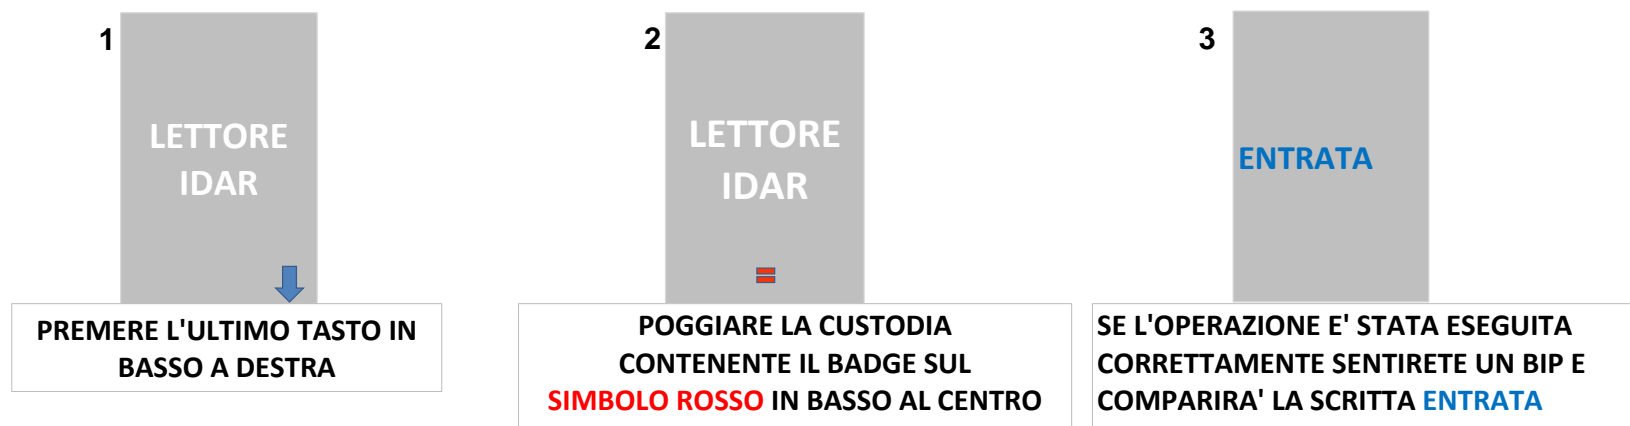 1
LETTORE
IDAR
PREMERE L'ULTIMO TASTO IN
BASSO A DESTRA
2
LETTORE
IDAR
POGGIARE LA CUSTODIA
CONTENENTE IL BADGE SUL
SIMBOLO ROSSO IN BASSO AL CENTRO
3
ENTRATA
SE L'OPERAZIONE E' STATA ESEGUITA
CORRETTAMENTE SENTIRETE UN BIP E
COMPARIRA' LA SCRITTA ENTRATA